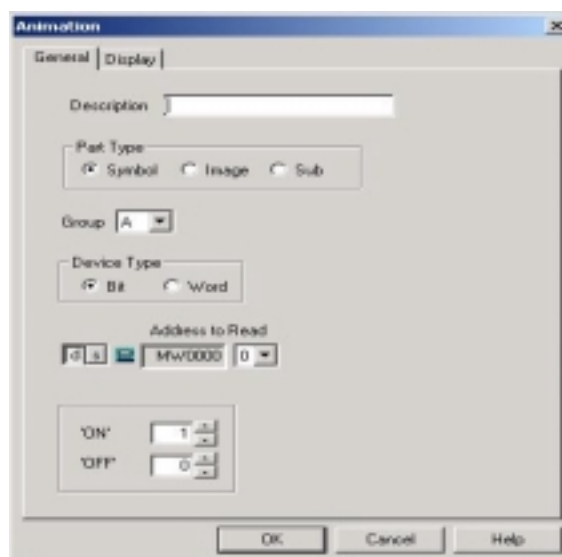 Animation
General Display
Description
Part Type
Symbol Image Sub
Group A
Device Type
Bit Word
Address to Read
d s MW0000 0
'ON' 1
'OFF' 0
OK Cancel Help